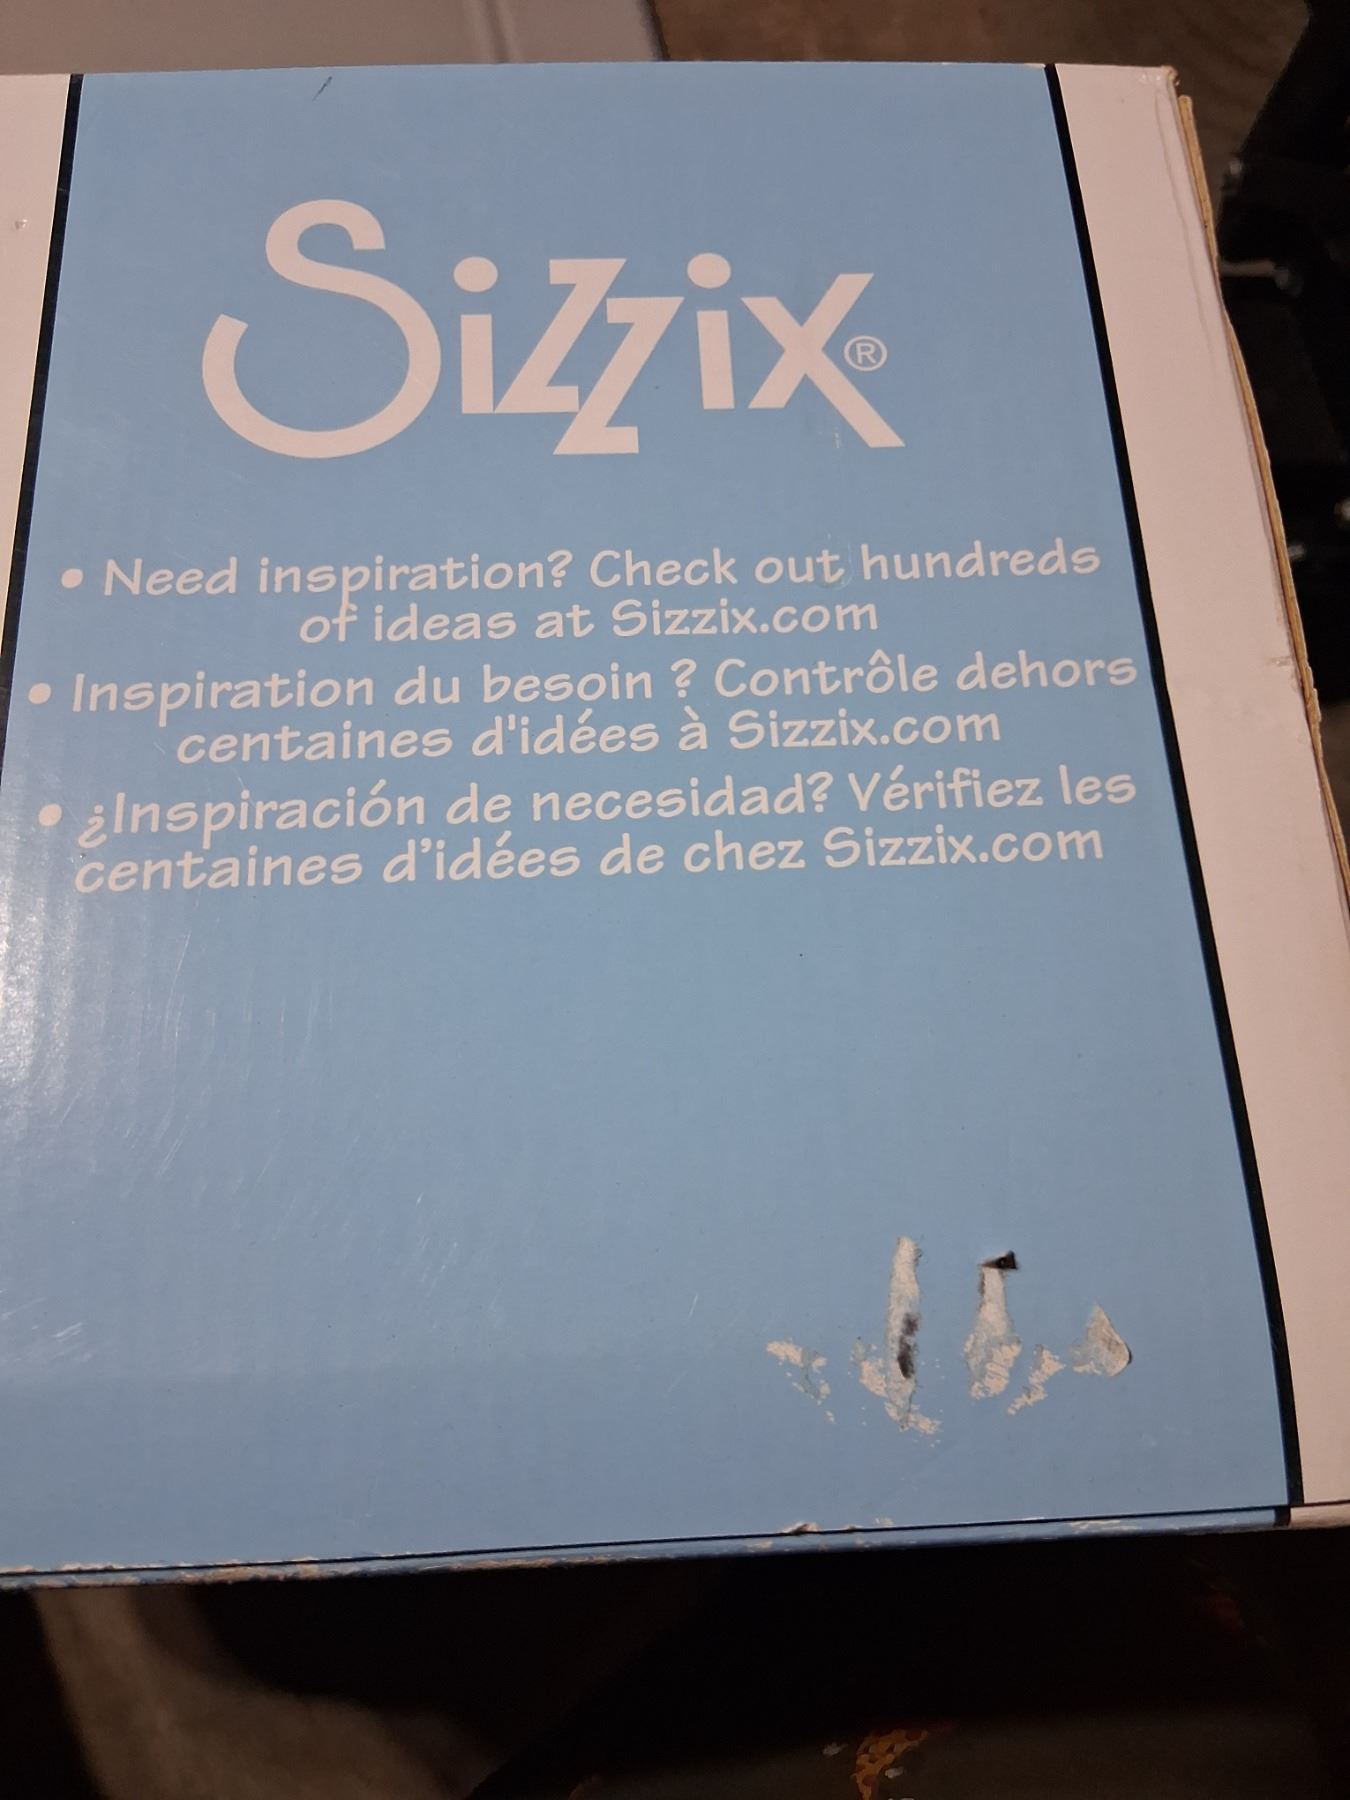 Sizzix®
• Need inspiration? Check out hundreds
of ideas at Sizzix.com
• Inspiration du besoin ? Contrôle dehors
centaines d'idées à Sizzix.com
• ¿Inspiración de necesidad? Vérifiez les
centaines d’idées de chez Sizzix.com